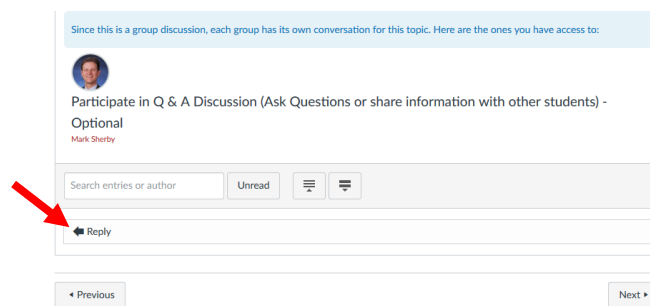 Since this is a group discussion, each group has its own conversation for this topic. Here are the ones you have access to:
Participate in Q & A Discussion (Ask Questions or share information with other students) -
Optional
Mark Sherby
Search entries or author
Unread
Reply
Previous
Next